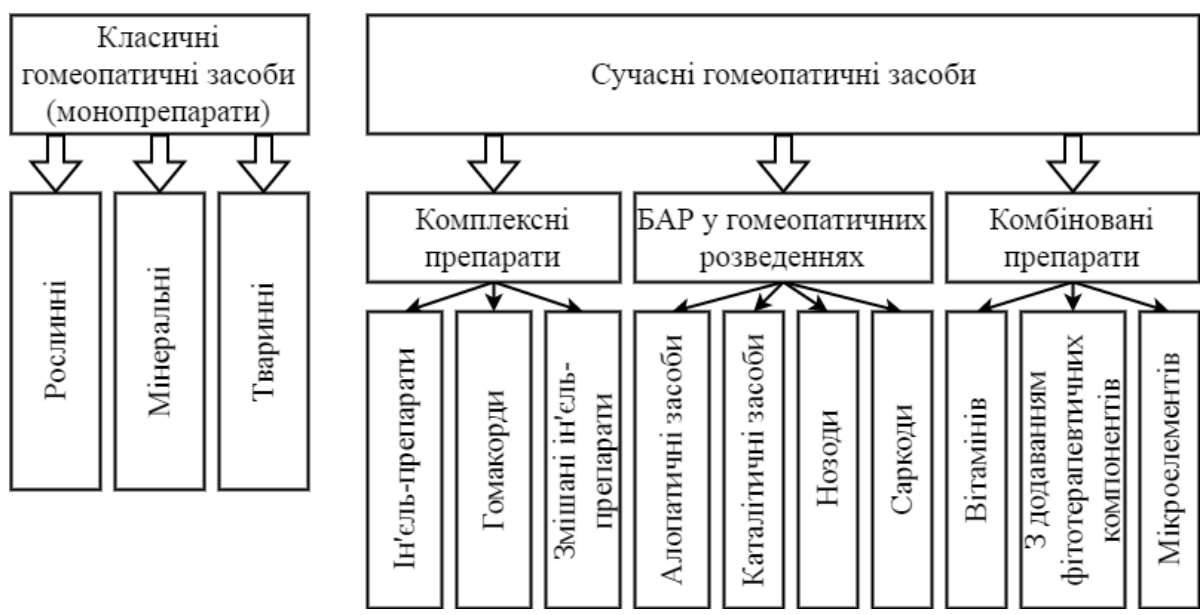 Класичні
гомеопатичні засоби
(монопрепарати)
Сучасні гомеопатичні засоби
Рослинні
Мінеральні
Тваринні
Комплексні
препарати
БАР у гомеопатичних
розведеннях
Комбіновані
препарати
Ін'єль-препарати
Гомакорди
Змішані ін'єль-
препарати
Алопатичні засоби
Каталітичні засоби
Нозоди
Саркоди
Вітамінів
З додаванням
фітотерапевтичних
компонентів
Мікроелементів